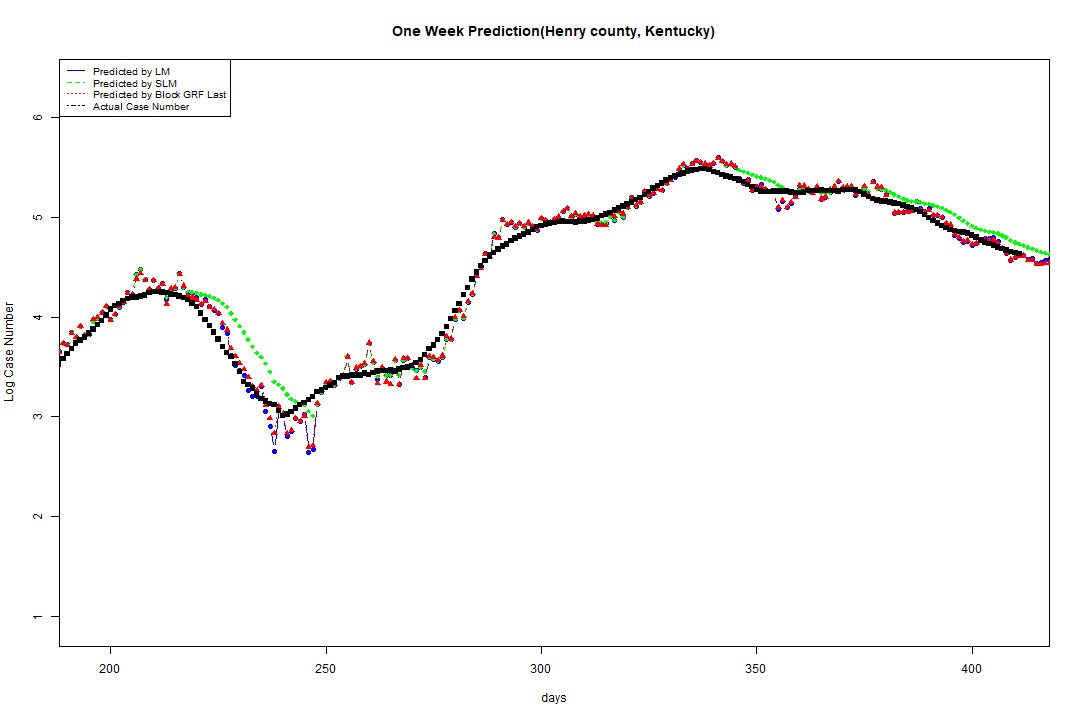 One Week Prediction(Henry county, Kentucky)
Predicted by LM
Predicted by SLM
Predicted by Block GRF Last
Actual Case Number
6
5
4
3
2
1
Log Case Number
200
250
300
350
400
days